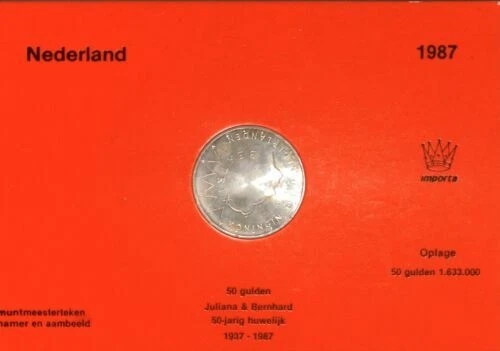 Nederland
1987
importa
Oplage
50 gulden 1.633.000
50 gulden
Juliana & Bernhard
50-jarig huwelijk
1937 - 1987
muntmeesterteken
hamer en aambeeld